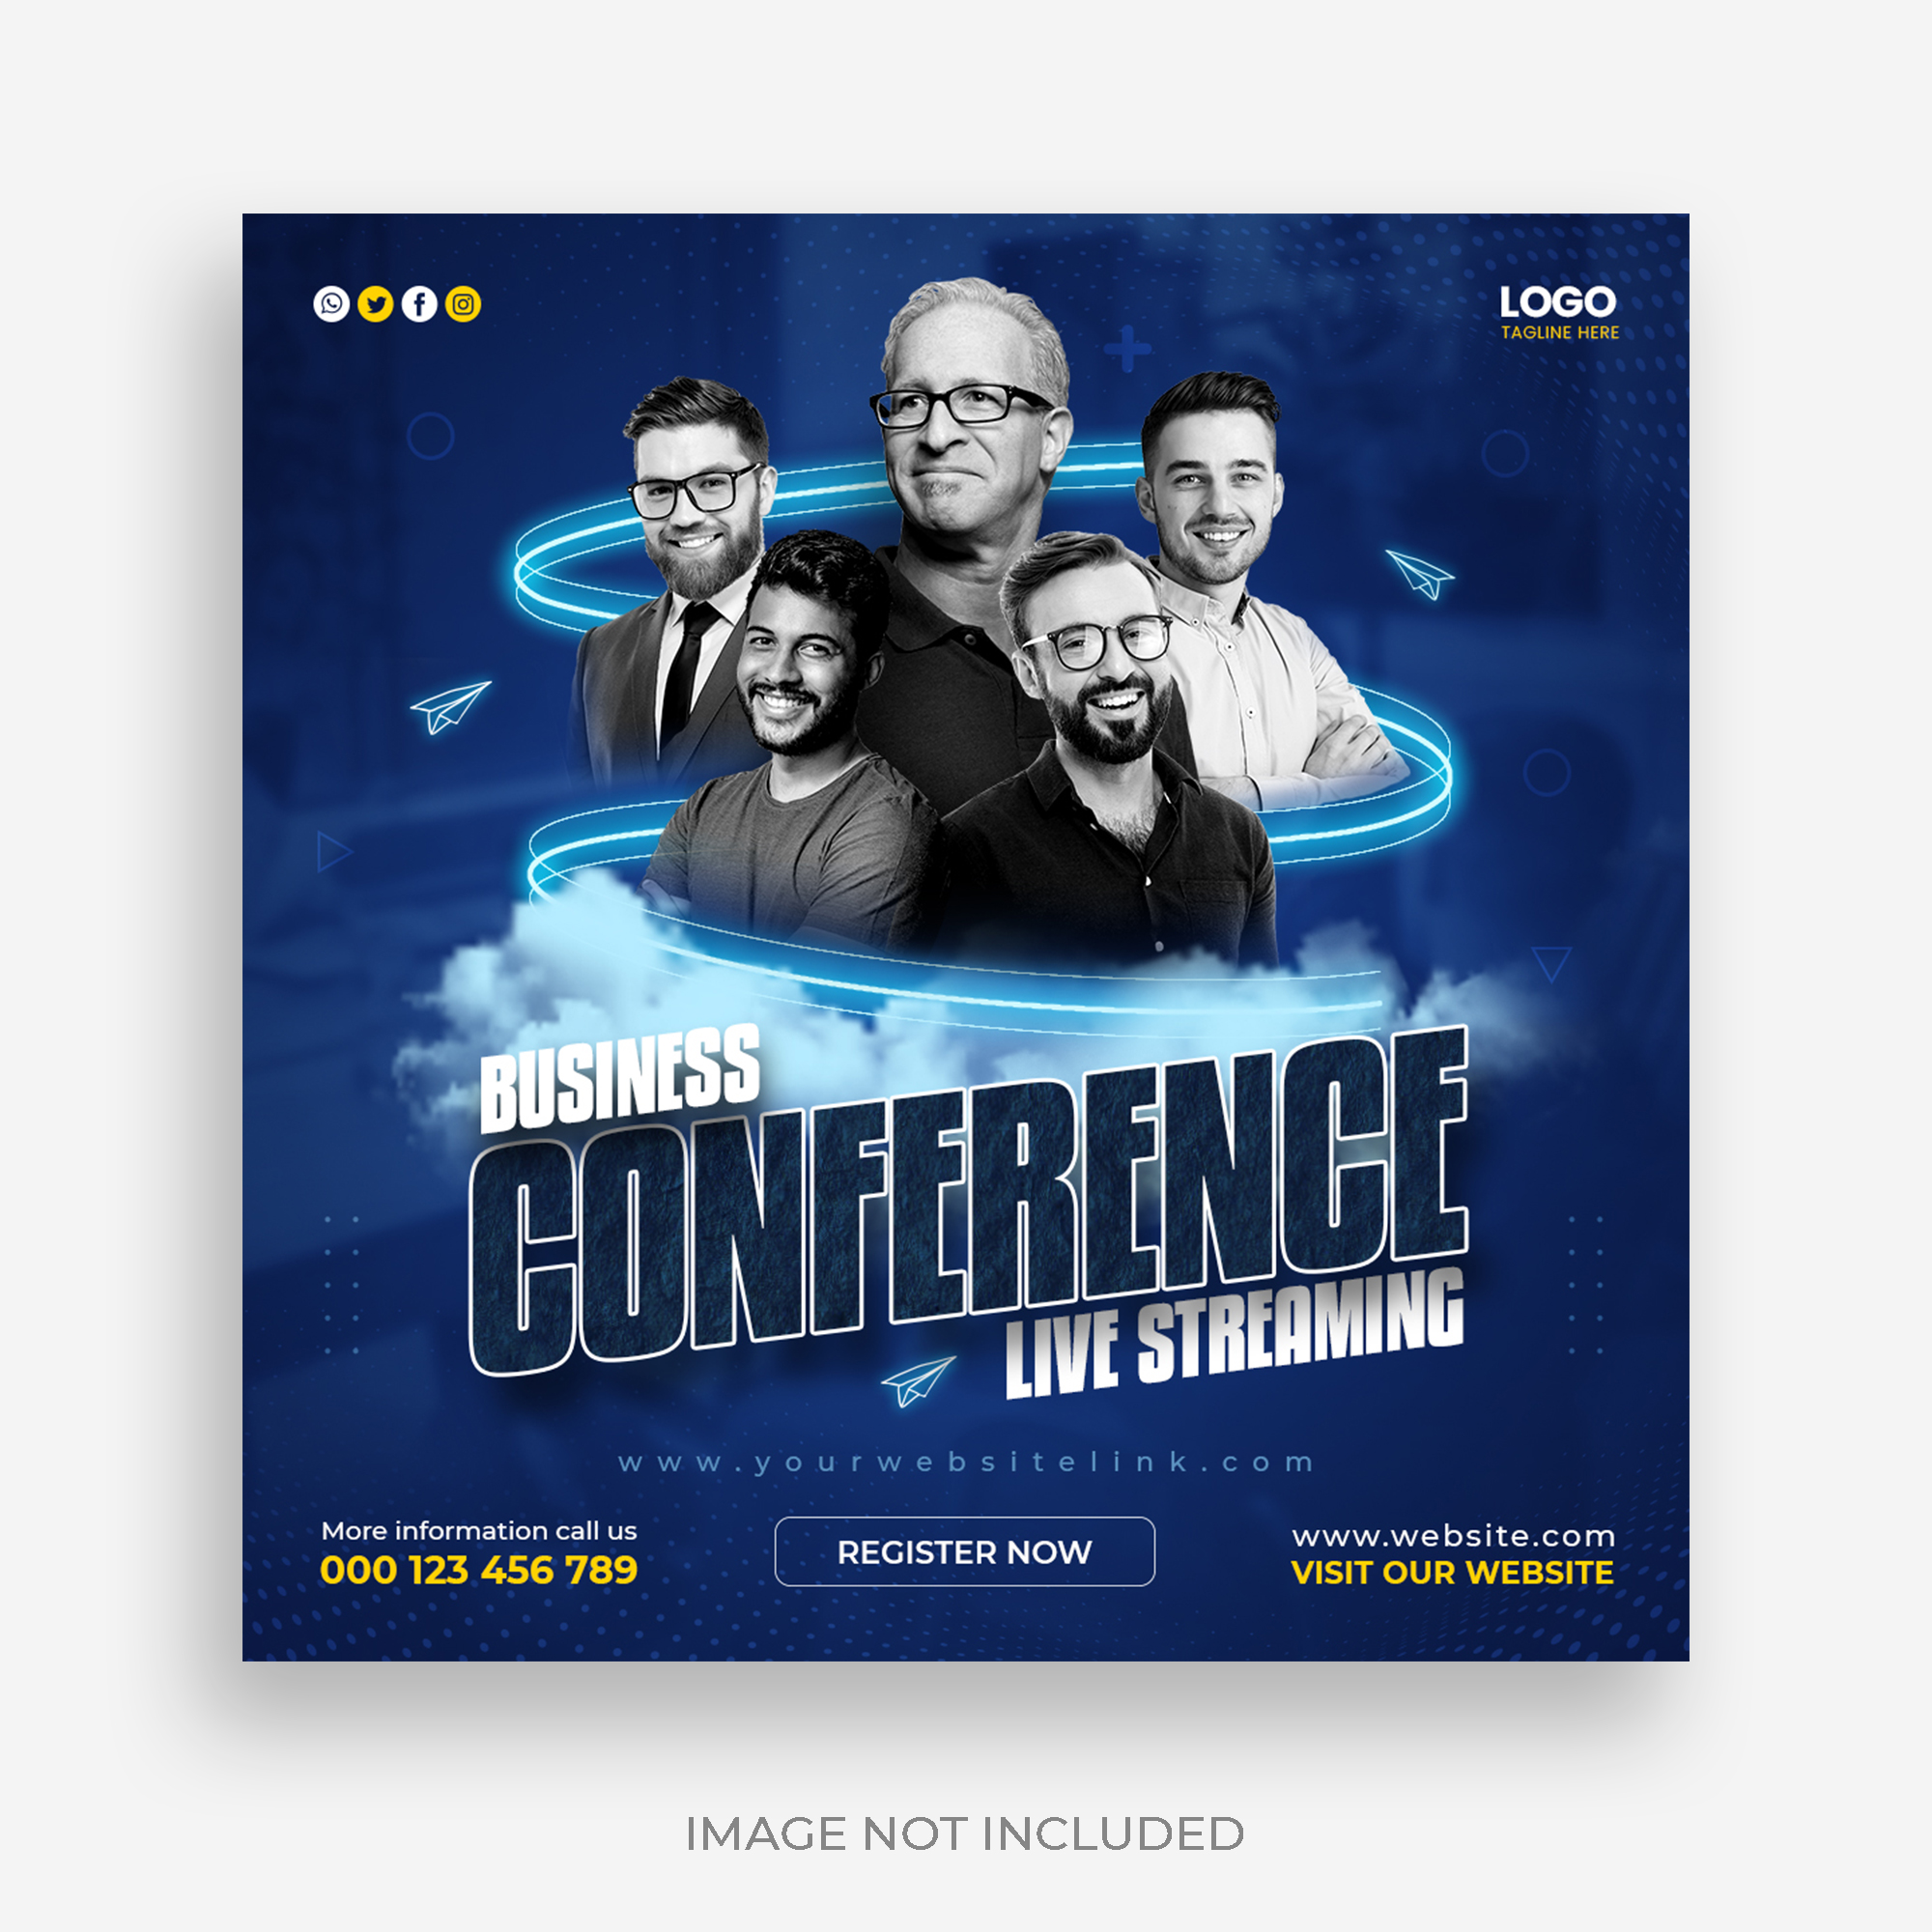 LOGO
TAGLINE HERE
BUSINESS
CONFERENCE
LIVE STREAMING
www.yourwebsitelink.com
More information call us
000 123 456 789
REGISTER NOW
www.website.com
VISIT OUR WEBSITE
IMAGE NOT INCLUDED